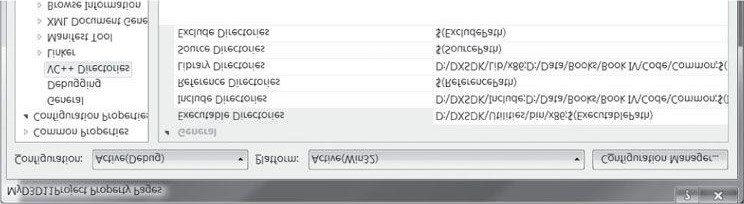 MyD3D11Project Property Pages
Configuration: Active(Debug) Platform: Active(Win32) Configuration Manager...
Common Properties
Configuration Properties
General
Debugging
VC++ Directories
Linker
Manifest Tool
XML Document Gene
Browse Information
General
Executable Directories D:\DXSDK\Utilities\bin\x86;$(ExecutablePath)
Include Directories D:\DXSDK\Include;D:\Data\Books\Book IV\Code\Common;$(I
Reference Directories $(ReferencePath)
Library Directories D:\DXSDK\Lib\x86;D:\Data\Books\Book IV\Code\Common;$(
Source Directories $(SourcePath)
Exclude Directories $(ExcludePath)